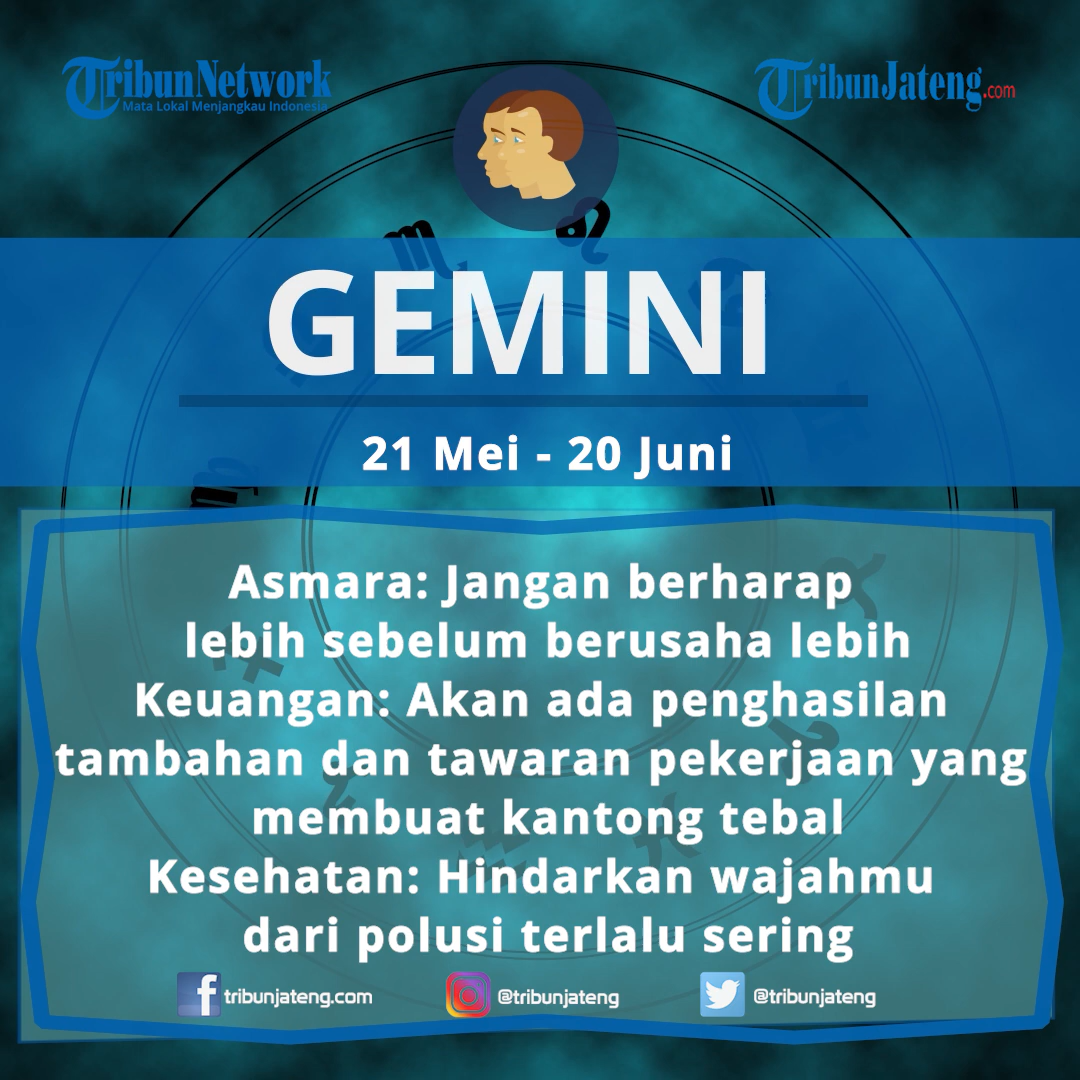 TribunNetwork
Mata Lokal Menjangkau Indonesia
TribunJateng.com
GEMINI
21 Mei - 20 Juni
Asmara: Jangan berharap
lebih sebelum berusaha lebih
Keuangan: Akan ada penghasilan
tambahan dan tawaran pekerjaan yang
membuat kantong tebal
Kesehatan: Hindarkan wajahmu
dari polusi terlalu sering
tribunjateng.com
@tribunjateng
@tribunjateng